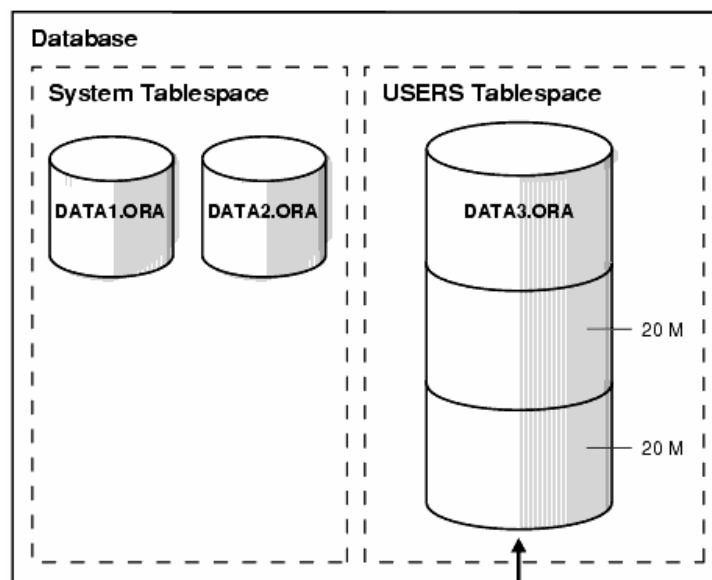 Database
System Tablespace
USERS Tablespace
DATA1.ORA
DATA2.ORA
DATA3.ORA
20 M
20 M